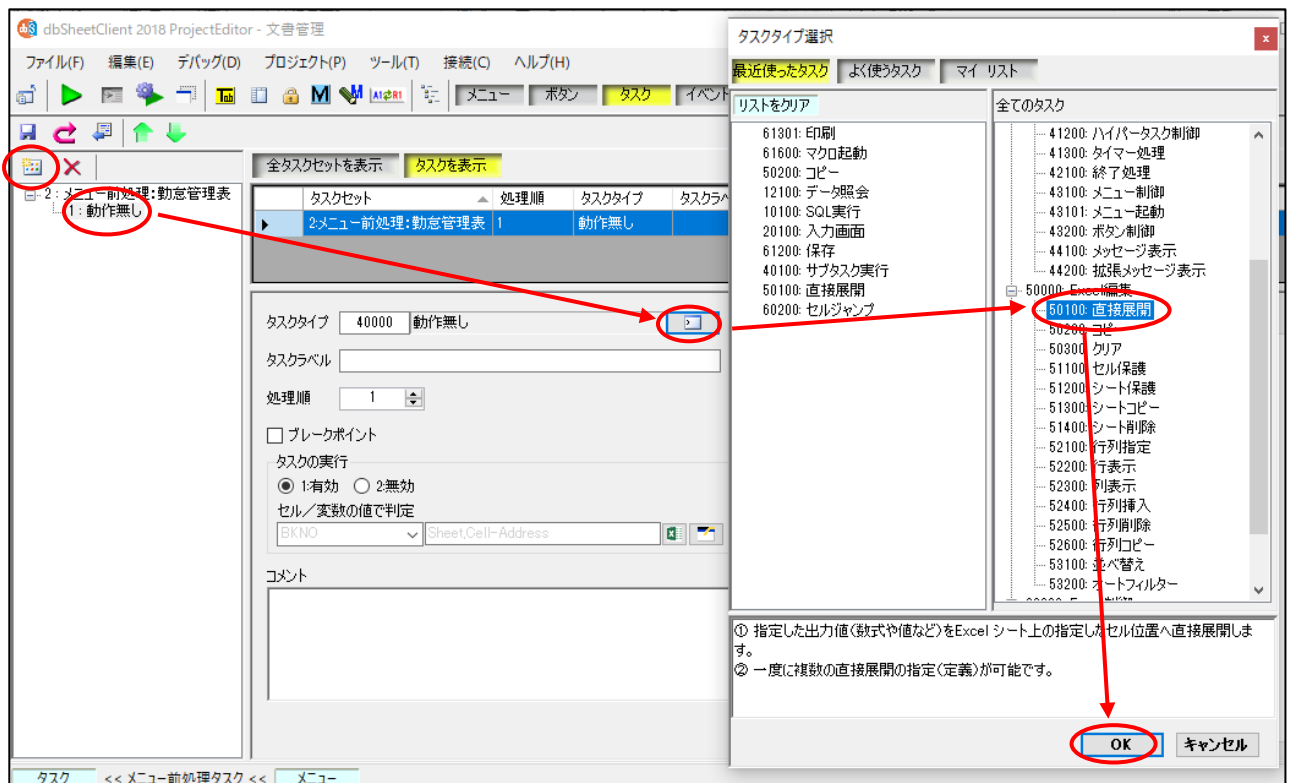 dbSheetClient 2018 ProjectEditor - 文書管理
ファイル(F) 編集(E) デバッグ(D) プロジェクト(P) ツール(T) 接続(C) ヘルプ(H)
Tab M A1⇄R1 メニュー ボタン タスク イベント
全タスクセットを表示 タスクを表示
2:メニュー前処理:勤怠管理表
1:動作無し
タスクセット 処理順 タスクタイプ タスクラベ
2:メニュー前処理:勤怠管理表 1 動作無し
タスクタイプ 40000 動作無し
タスクラベル
処理順 1
ブレークポイント
タスクの実行
1:有効 2:無効
セル/変数の値で判定
BKNO Sheet,Cell-Address
コメント
タスク << メニュー前処理タスク << メニュー
タスクタイプ選択
x
最近使ったタスク よく使うタスク マイ リスト
リストをクリア
61301: 印刷
61600: マクロ起動
50200: コピー
12100: データ照会
10100: SQL実行
20100: 入力画面
61200: 保存
40100: サブタスク実行
50100: 直接展開
60200: セルジャンプ
全てのタスク
41200: ハイパータスク制御
41300: タイマー処理
42100: 終了処理
43100: メニュー制御
43101: メニュー起動
43200: ボタン制御
44100: メッセージ表示
44200: 拡張メッセージ表示
50000: Excel編集
50100: 直接展開
50200: コピー
50300: クリア
51100: セル保護
51200: シート保護
51300: シートコピー
51400: シート削除
52100: 行列指定
52200: 行表示
52300: 列表示
52400: 行列挿入
52500: 行列削除
52600: 行列コピー
53100: 並べ替え
53200: オートフィルター
① 指定した出力値(数式や値など)をExcel シート上の指定したセル位置へ直接展開しま
す。
② 一度に複数の直接展開の指定(定義)が可能です。
OK キャンセル